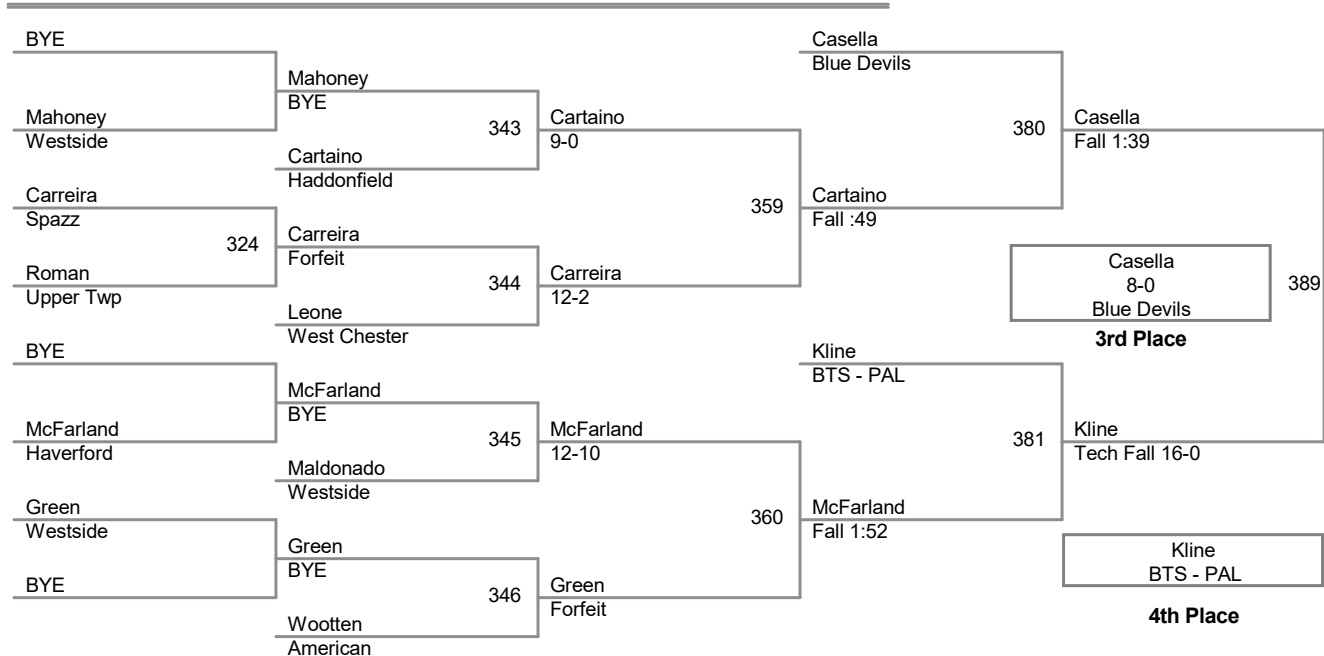 BYE
Mahoney
Westside
Carreira
Spazz
324
Roman
Upper Twp
BYE
McFarland
Haverford
Green
Westside
BYE
Mahoney
BYE
343
Cartaino
Haddonfield
Carreira
Forfeit
344
Leone
West Chester
McFarland
BYE
345
Maldonado
Westside
Green
BYE
346
Wootten
American
Cartaino
9-0
359
Carreira
12-2
McFarland
12-10
360
Green
Forfeit
Casella
Blue Devils
380
Cartaino
Fall :49
Kline
BTS - PAL
381
McFarland
Fall 1:52
Casella
Fall 1:39
389
Kline
Tech Fall 16-0
Casella
8-0
Blue Devils
3rd Place
Kline
BTS - PAL
4th Place